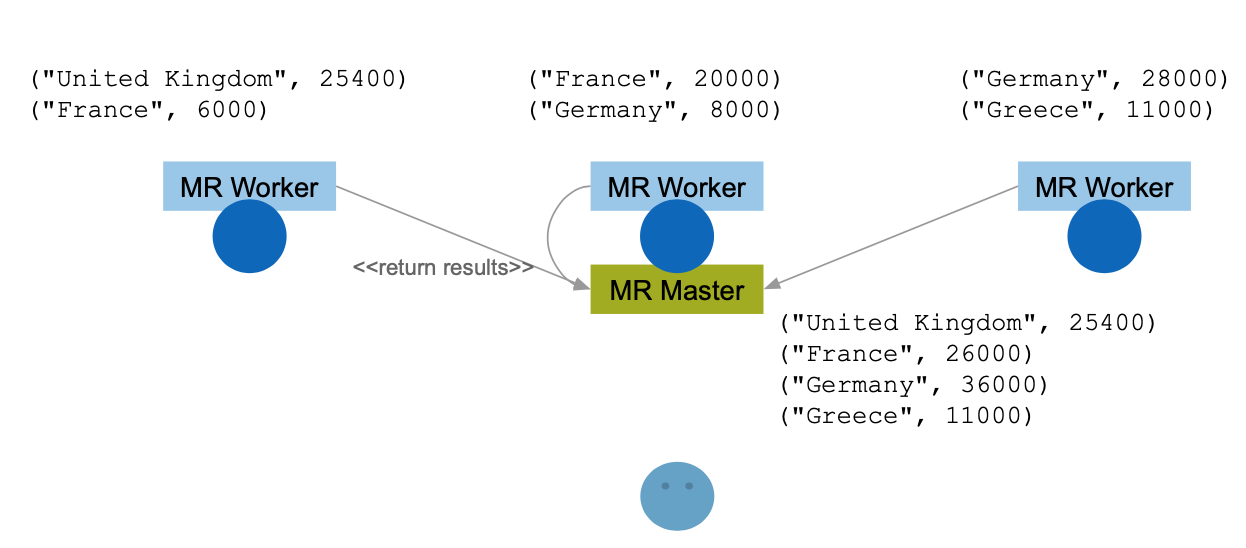 ("United Kingdom", 25400)
("France", 6000)
("France", 20000)
("Germany", 8000)
("Germany", 28000)
("Greece", 11000)
MR Worker
MR Worker
MR Worker
<<return results>>
MR Master
("United Kingdom", 25400)
("France", 26000)
("Germany", 36000)
("Greece", 11000)